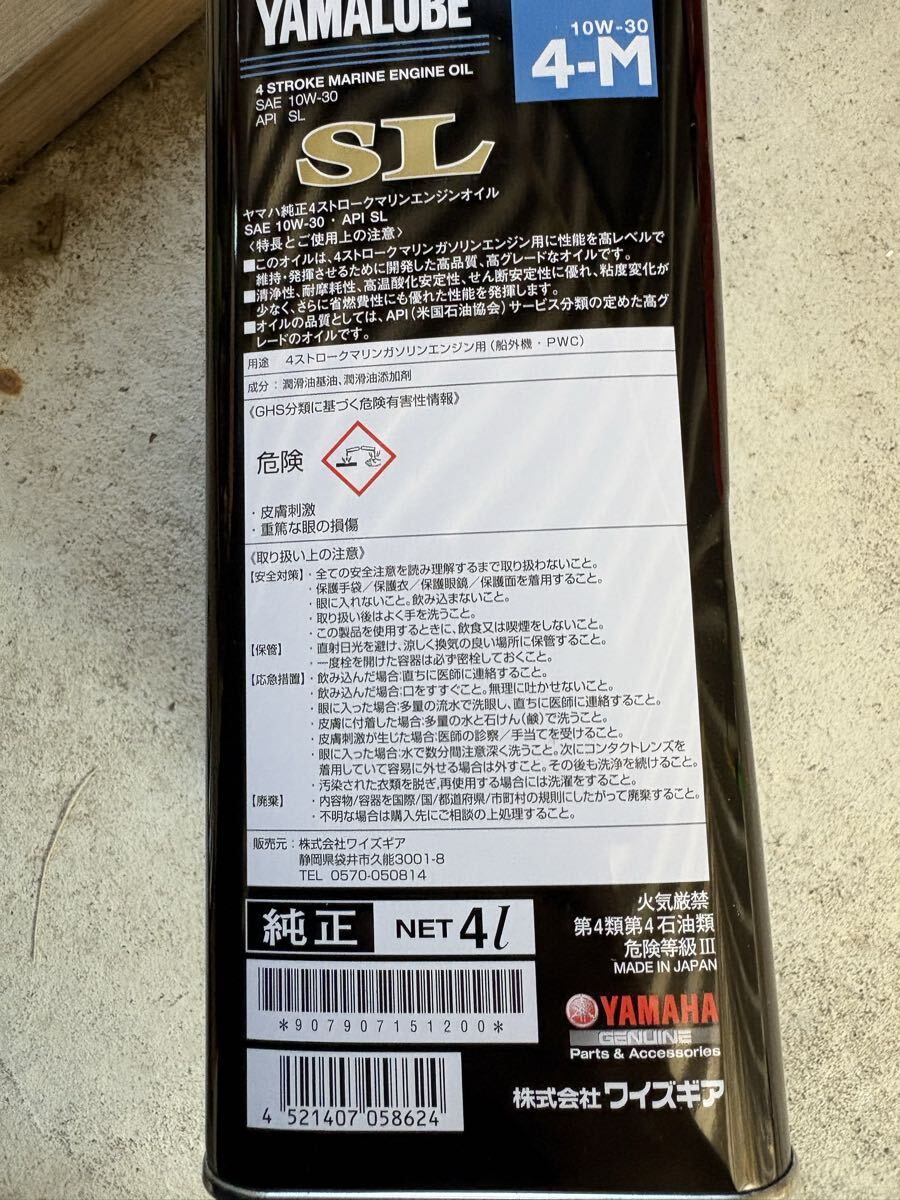 YAMALUBE
10W-30
4-M
4 STROKE MARINE ENGINE OIL
SAE 10W-30
API SL
SL
ヤマハ純正4ストロークマリンエンジンオイル
SAE 10W-30・API SL
〈特長とご使用上の注意〉
■このオイルは、4ストロークマリンガソリンエンジン用に性能を高レベルで
維持・発揮させるために開発した高品質、高グレードなオイルです。
■清浄性、耐摩耗性、高温酸化安定性、せん断安定性に優れ、粘度変化が
少なく、さらに省燃費性にも優れた性能を発揮します。
■オイルの品質としては、API(米国石油協会)サービス分類の定めた高グ
レードのオイルです。
用途 4ストロークマリンガソリンエンジン用(船外機・PWC)
成分:潤滑油基油、潤滑油添加剤
《GHS分類に基づく危険有害性情報》
危険
・皮膚刺激
・重篤な眼の損傷
《取り扱い上の注意》
【安全対策】・全ての安全注意を読み理解するまで取り扱わないこと。
・保護手袋/保護衣/保護眼鏡/保護面を着用すること。
・眼に入れないこと。飲み込まないこと。
・取り扱い後はよく手を洗うこと。
・この製品を使用するときに、飲食又は喫煙をしないこと。
【保管】・直射日光を避け、涼しく換気の良い場所に保管すること。
・一度栓を開けた容器は必ず密栓しておくこと。
【応急措置】・飲み込んだ場合:直ちに医師に連絡すること。
・飲み込んだ場合:口をすすぐこと。無理に吐かせないこと。
・眼に入った場合:多量の流水で洗眼し、直ちに医師に連絡すること。
・皮膚に付着した場合:多量の水と石けん(鹸)で洗うこと。
・皮膚刺激が生じた場合:医師の診察/手当てを受けること。
・眼に入った場合:水で数分間注意深く洗うこと。次にコンタクトレンズを
着用していて容易に外せる場合は外すこと。その後も洗浄を続けること。
・汚染された衣類を脱ぎ、再使用する場合には洗濯をすること。
【廃棄】・内容物/容器を国際/国/都道府県/市町村の規則にしたがって廃棄すること。
・不明な場合は購入先にご相談の上処理すること。
販売元:株式会社ワイズギア
静岡県袋井市久能3001-8
TEL 0570-050814
純正 NET 4ℓ
火気厳禁
第4類第4石油類
危険等級Ⅲ
MADE IN JAPAN
*907907151200*
YAMAHA
GENUINE
Parts & Accessories
4 521407 058624
株式会社 ワイズギア